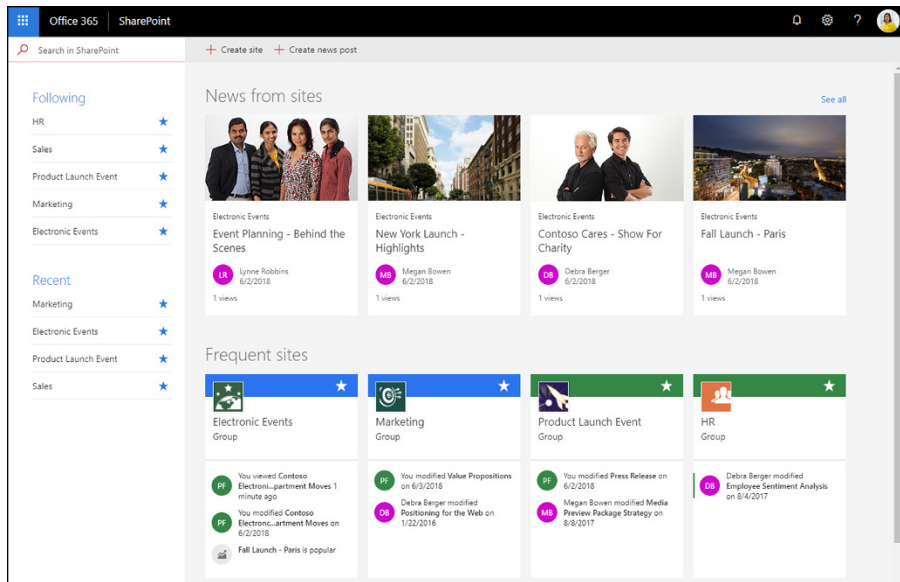 Office 365 SharePoint ?
Search in SharePoint
+ Create site + Create news post
Following
HR
Sales
Product Launch Event
Marketing
Electronic Events
Recent
Marketing
Electronic Events
Product Launch Event
Sales
News from sites
See all
Electronic Events
Event Planning - Behind the
Scenes
LR
Lynne Robbins
6/2/2018
1 views
Electronic Events
New York Launch -
Highlights
MB
Megan Bowen
6/2/2018
1 views
Electronic Events
Contoso Cares - Show For
Charity
DB
Debra Berger
6/2/2018
1 views
Electronic Events
Fall Launch - Paris
MB
Megan Bowen
6/2/2018
1 views
Frequent sites
Electronic Events
Group
PF
You viewed Contoso
Electroni...partment Moves 1
minute ago
PF
You modified Contoso
Electronc...artment Moves on
6/2/2018
Fall Launch - Paris is popular
Marketing
Group
PF
You modified Value Propositions
on 6/3/2018
DB
Debra Berger modified
Positioning for the Web on
1/22/2016
Product Launch Event
Group
PF
You modified Press Release on
6/2/2018
MB
Megan Bowen modified Media
Preview Package Strategy on
8/8/2017
HR
Group
DB
Debra Berger modified
Employee Sentiment Analysis
on 8/4/2017